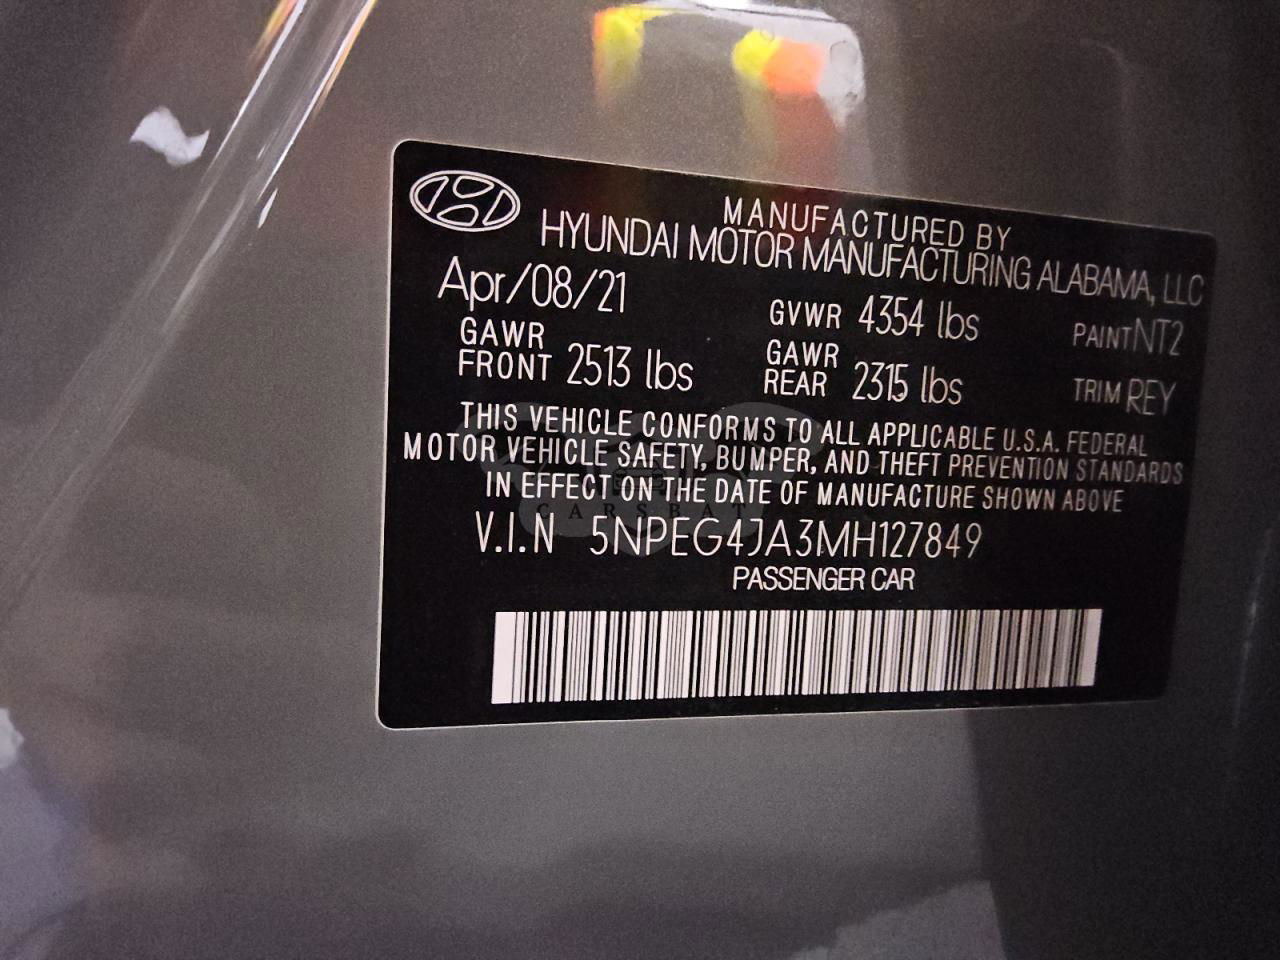 MANUFACTURED BY
HYUNDAI MOTOR MANUFACTURING ALABAMA, LLC
Apr/08/21 GVWR 4354 lbs PAINT NT2
GAWR FRONT 2513 lbs GAWR REAR 2315 lbs TRIM REY
THIS VEHICLE CONFORMS TO ALL APPLICABLE U.S.A. FEDERAL
MOTOR VEHICLE SAFETY, BUMPER, AND THEFT PREVENTION STANDARDS
IN EFFECT ON THE DATE OF MANUFACTURE SHOWN ABOVE
CARSBAT
V.I.N 5NPEG4JA3MH127849
PASSENGER CAR